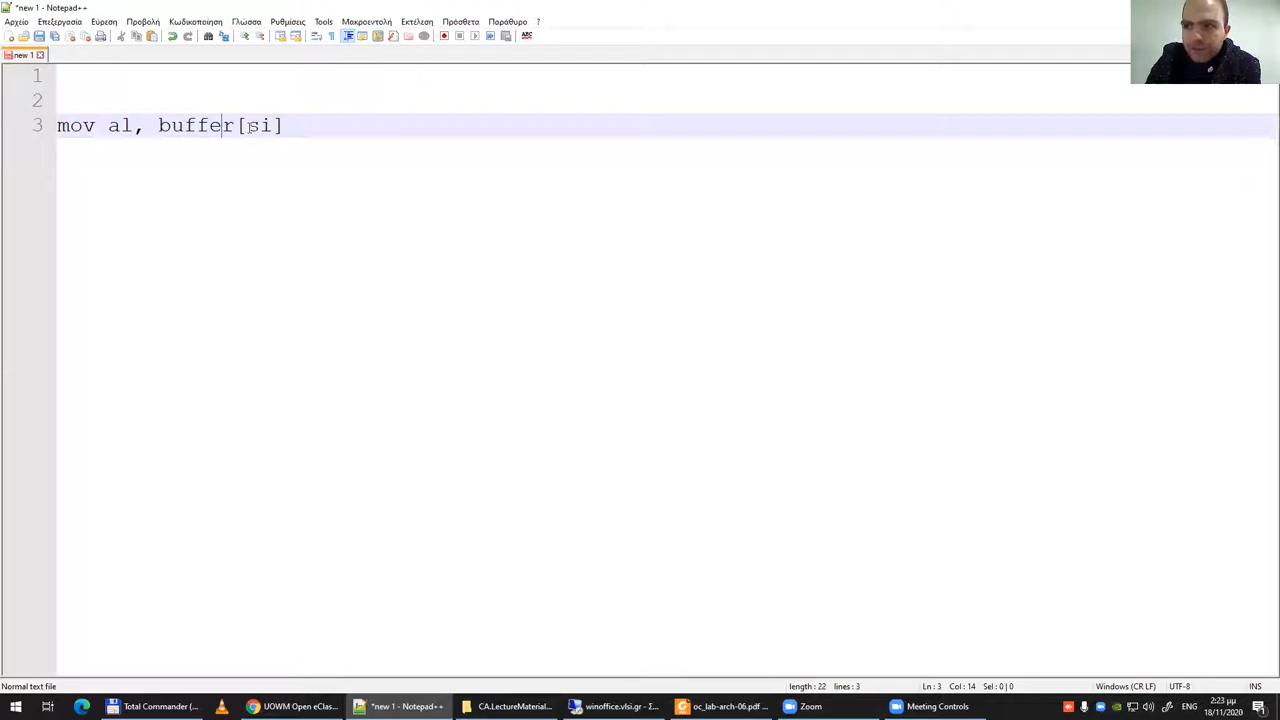 *new 1 - Notepad++
Αρχείο Επεξεργασία Εύρεση Προβολή Κωδικοποίηση Γλώσσα Ρυθμίσεις Tools Μακροεντολή Εκτέλεση Πρόσθετα Παράθυρο ?
new 1
1
2
3 mov al, buffer[si]
Normal text file length : 22 lines : 3 Ln : 3 Col : 14 Sel : 0 | 0 Windows (CR LF) UTF-8 INS
Total Commander (... UOWM Open eClas... *new 1 - Notepad++ CA.LectureMaterial... winoffice.vlsi.gr - Σ... oc_lab-arch-06.pdf ... Zoom Meeting Controls ΕΝG 2:23 μμ
18/11/2020